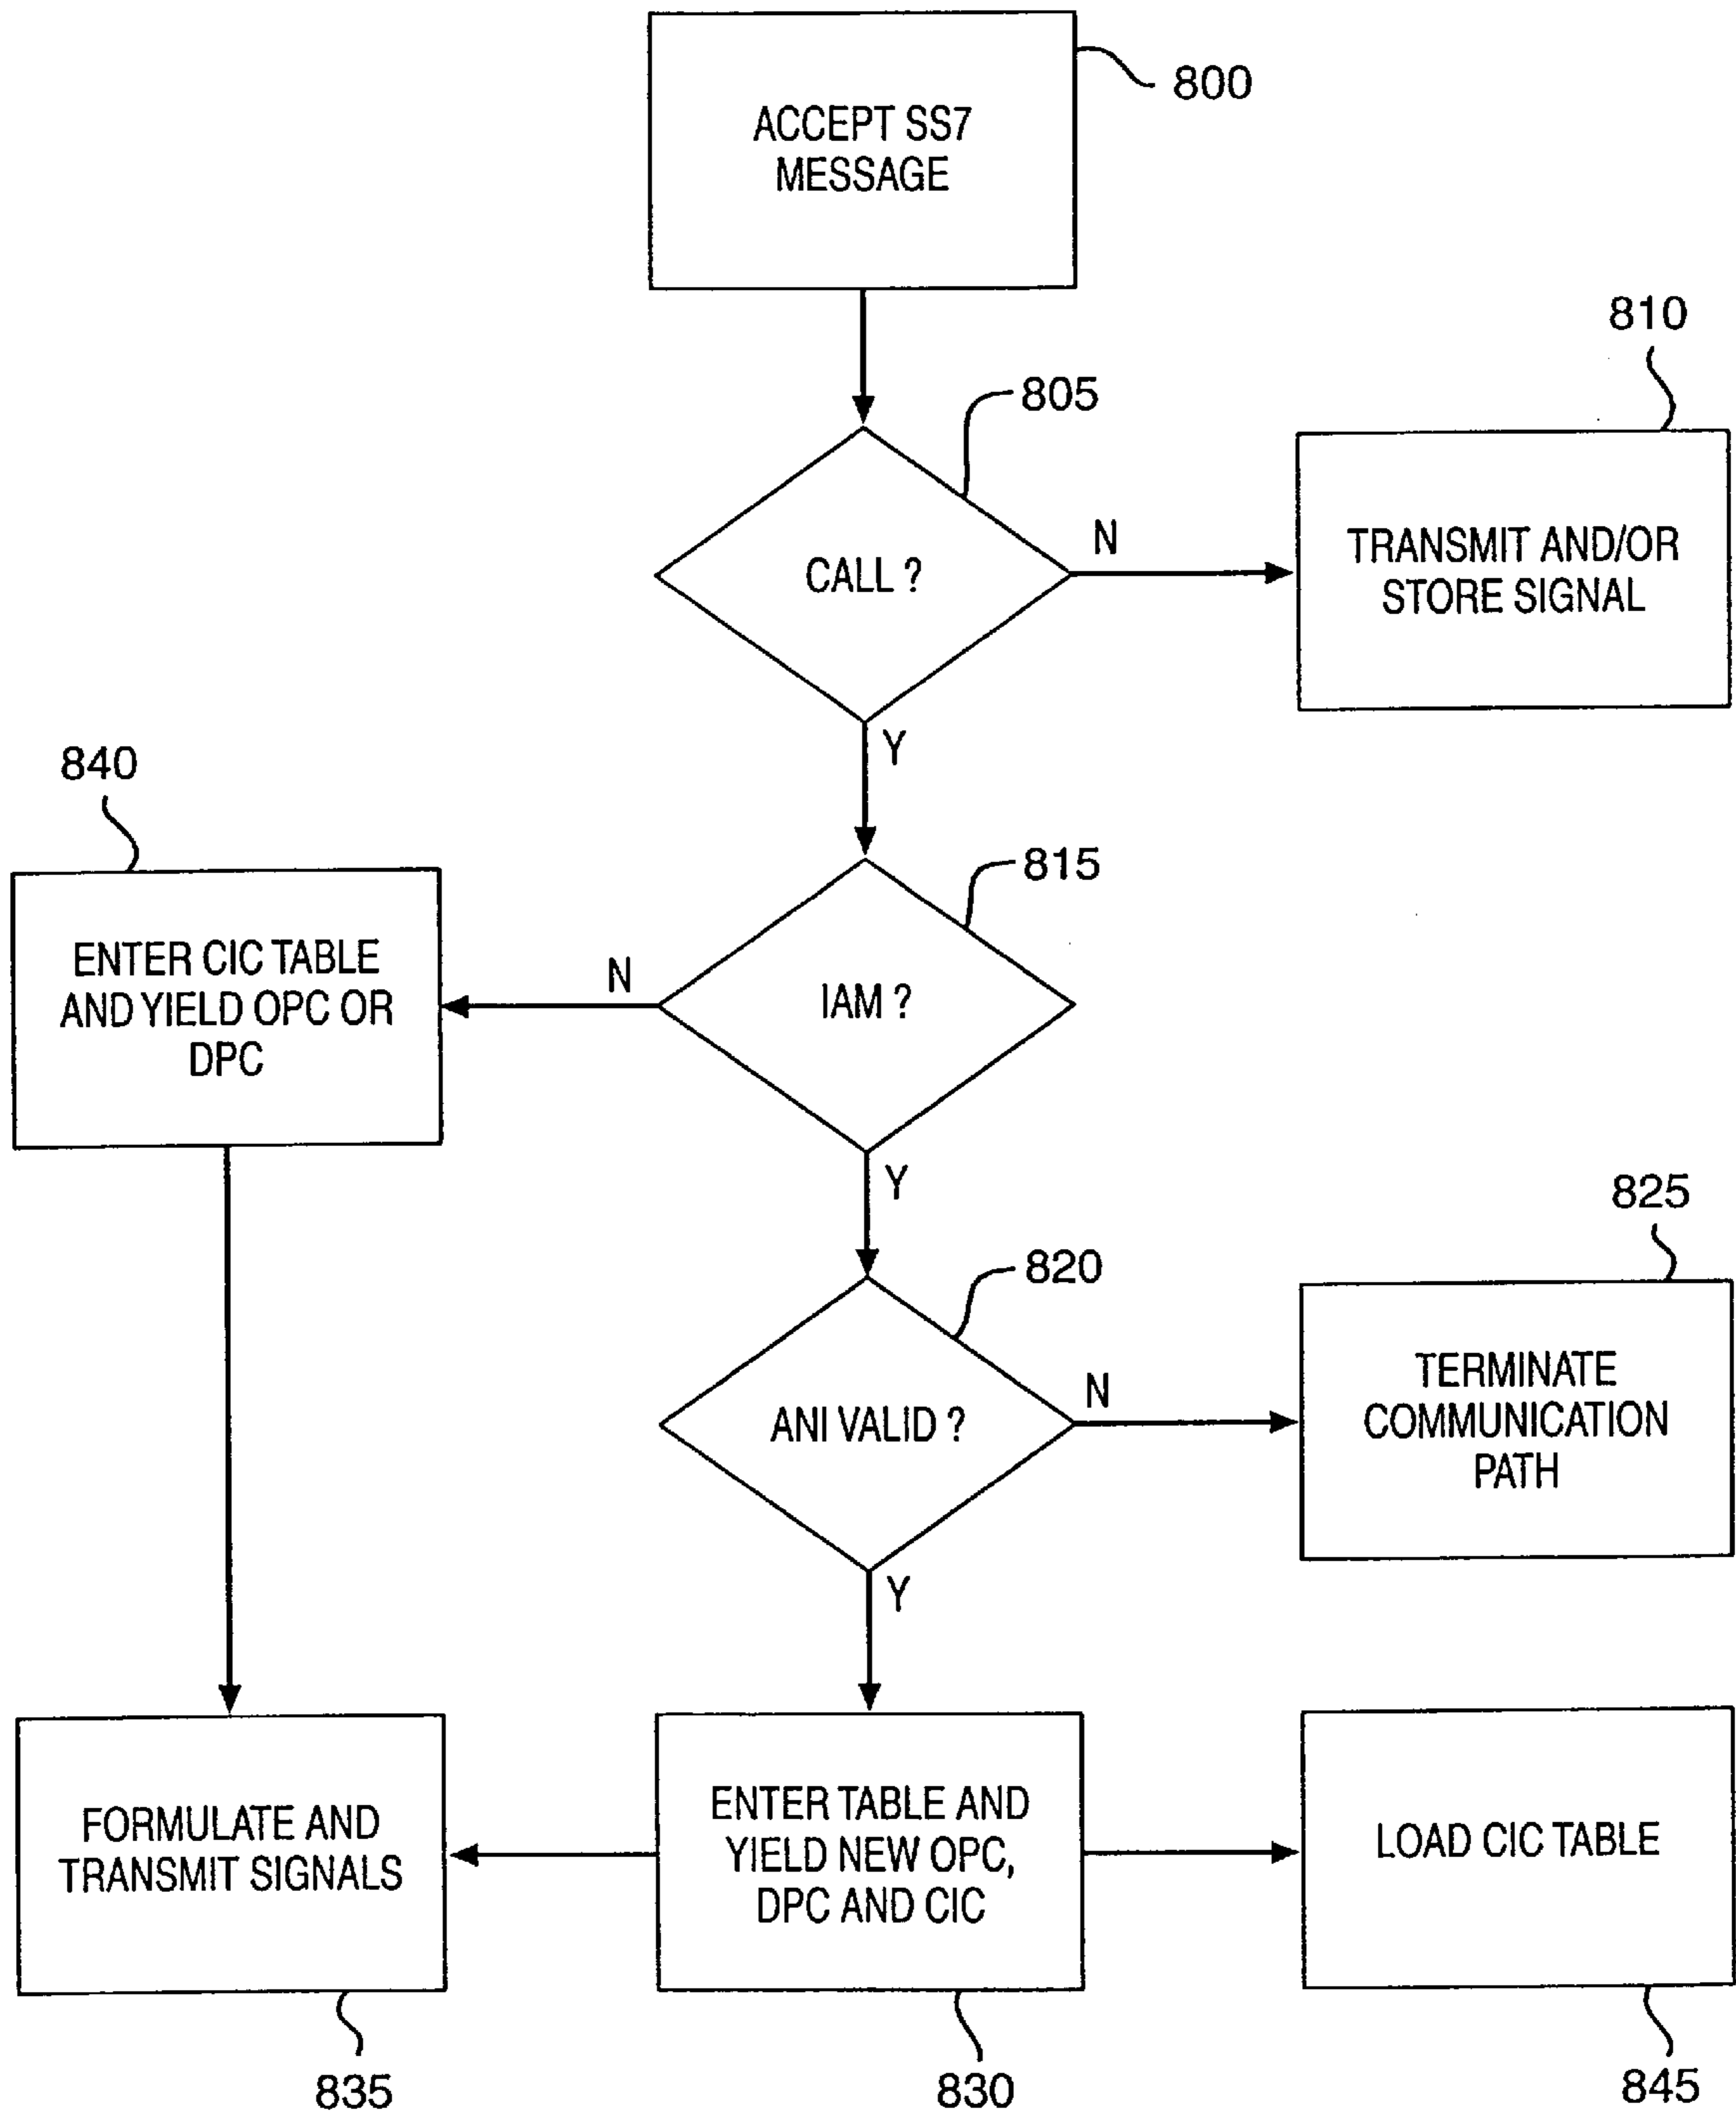 800
ACCEPT SS7
MESSAGE
810
805
CALL ?
N
TRANSMIT AND/OR
STORE SIGNAL
Y
840
815
ENTER CIC TABLE
AND YIELD OPC OR
DPC
N
IAM ?
Y
825
820
ANI VALID ?
N
TERMINATE
COMMUNICATION
PATH
Y
FORMULATE AND
TRANSMIT SIGNALS
ENTER TABLE AND
YIELD NEW OPC,
DPC AND CIC
LOAD CIC TABLE
835
830
845